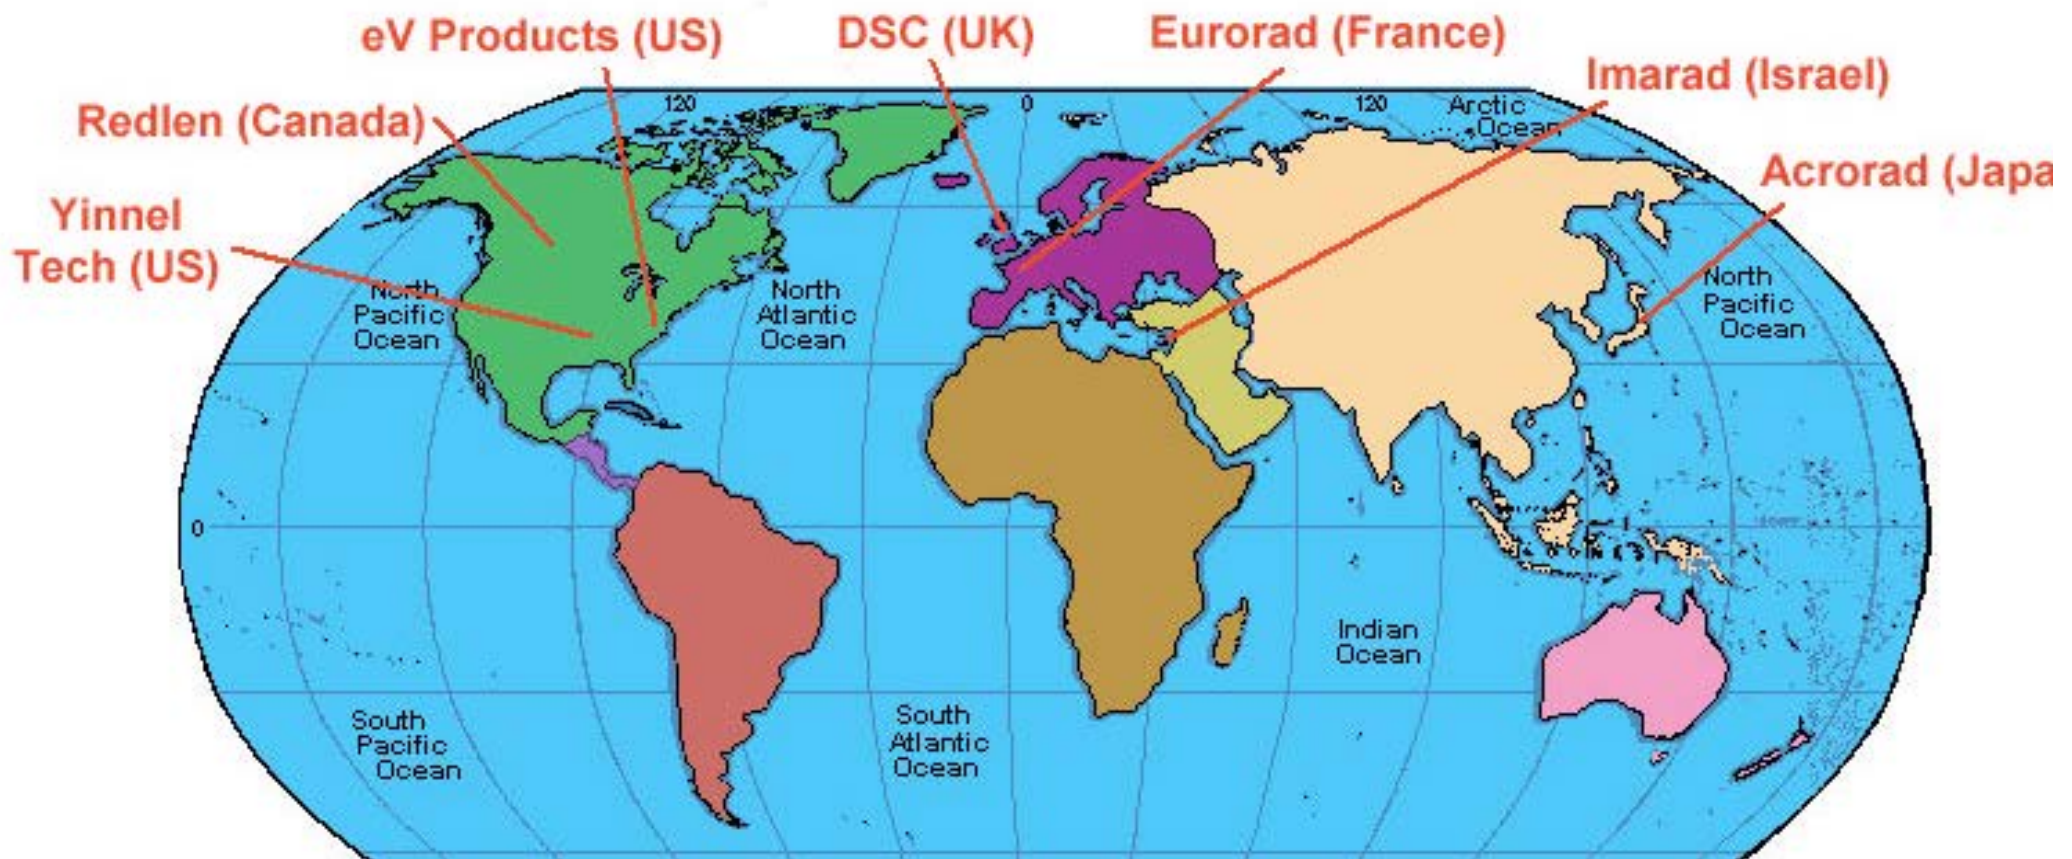 eV Products (US)
DSC (UK)
Eurorad (France)
Imarad (Israel)
Redlen (Canada)
Acrorad (Japa
Yinnel
Tech (US)
120
0
120
Arctic
Ocean
North
Pacific
Ocean
North
Atlantic
Ocean
North
Pacific
Ocean
0
Indian
Ocean
South
Pacific
Ocean
South
Atlantic
Ocean